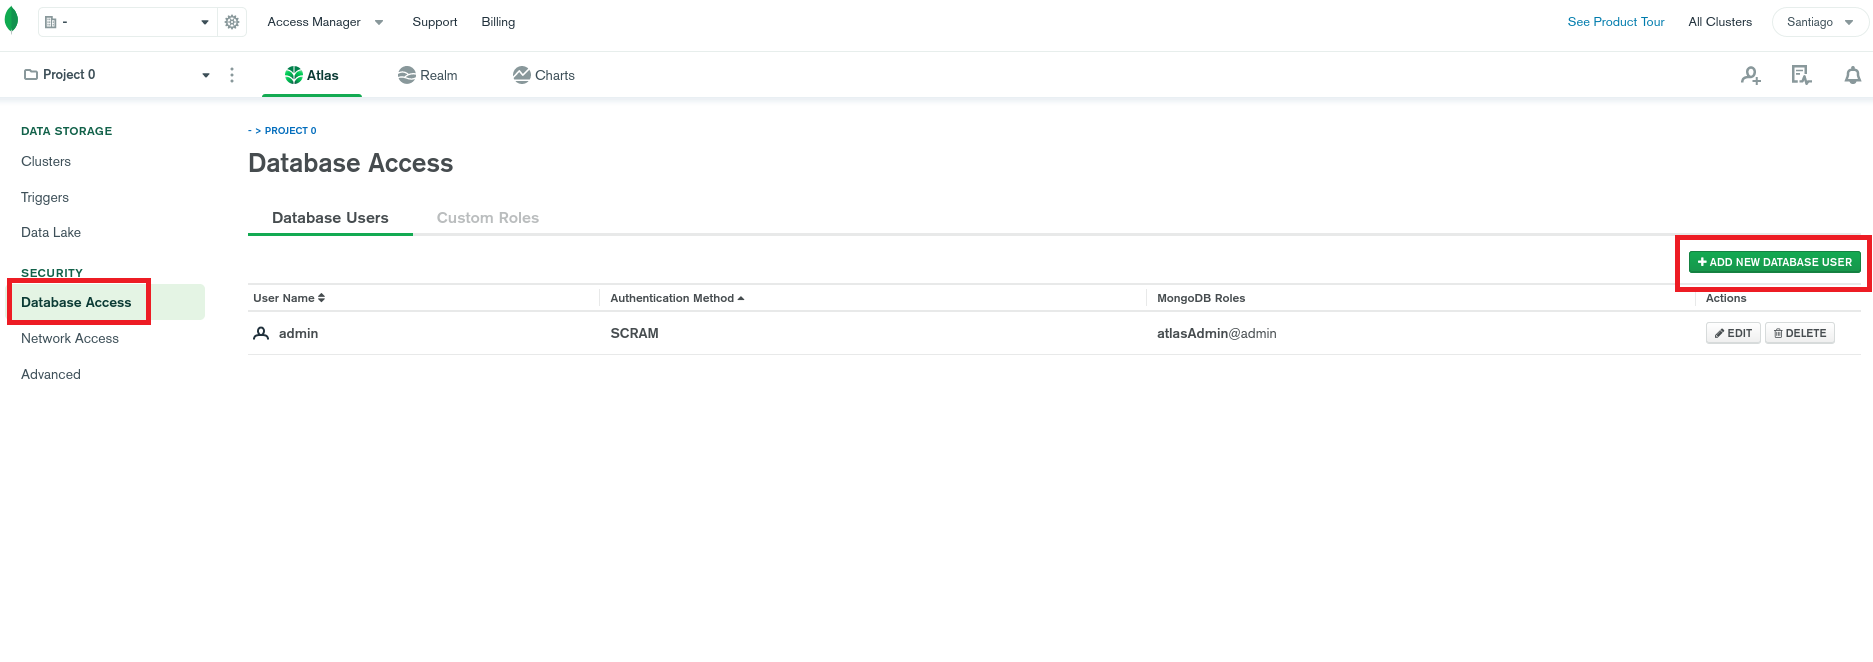 - Access Manager Support Billing See Product Tour All Clusters Santiago
Project 0 Atlas Realm Charts
DATA STORAGE
Clusters
Triggers
Data Lake
SECURITY
Database Access
Network Access
Advanced
- > PROJECT 0
Database Access
Database Users Custom Roles
+ ADD NEW DATABASE USER
User Name Authentication Method MongoDB Roles Actions
admin SCRAM atlasAdmin@admin EDIT DELETE